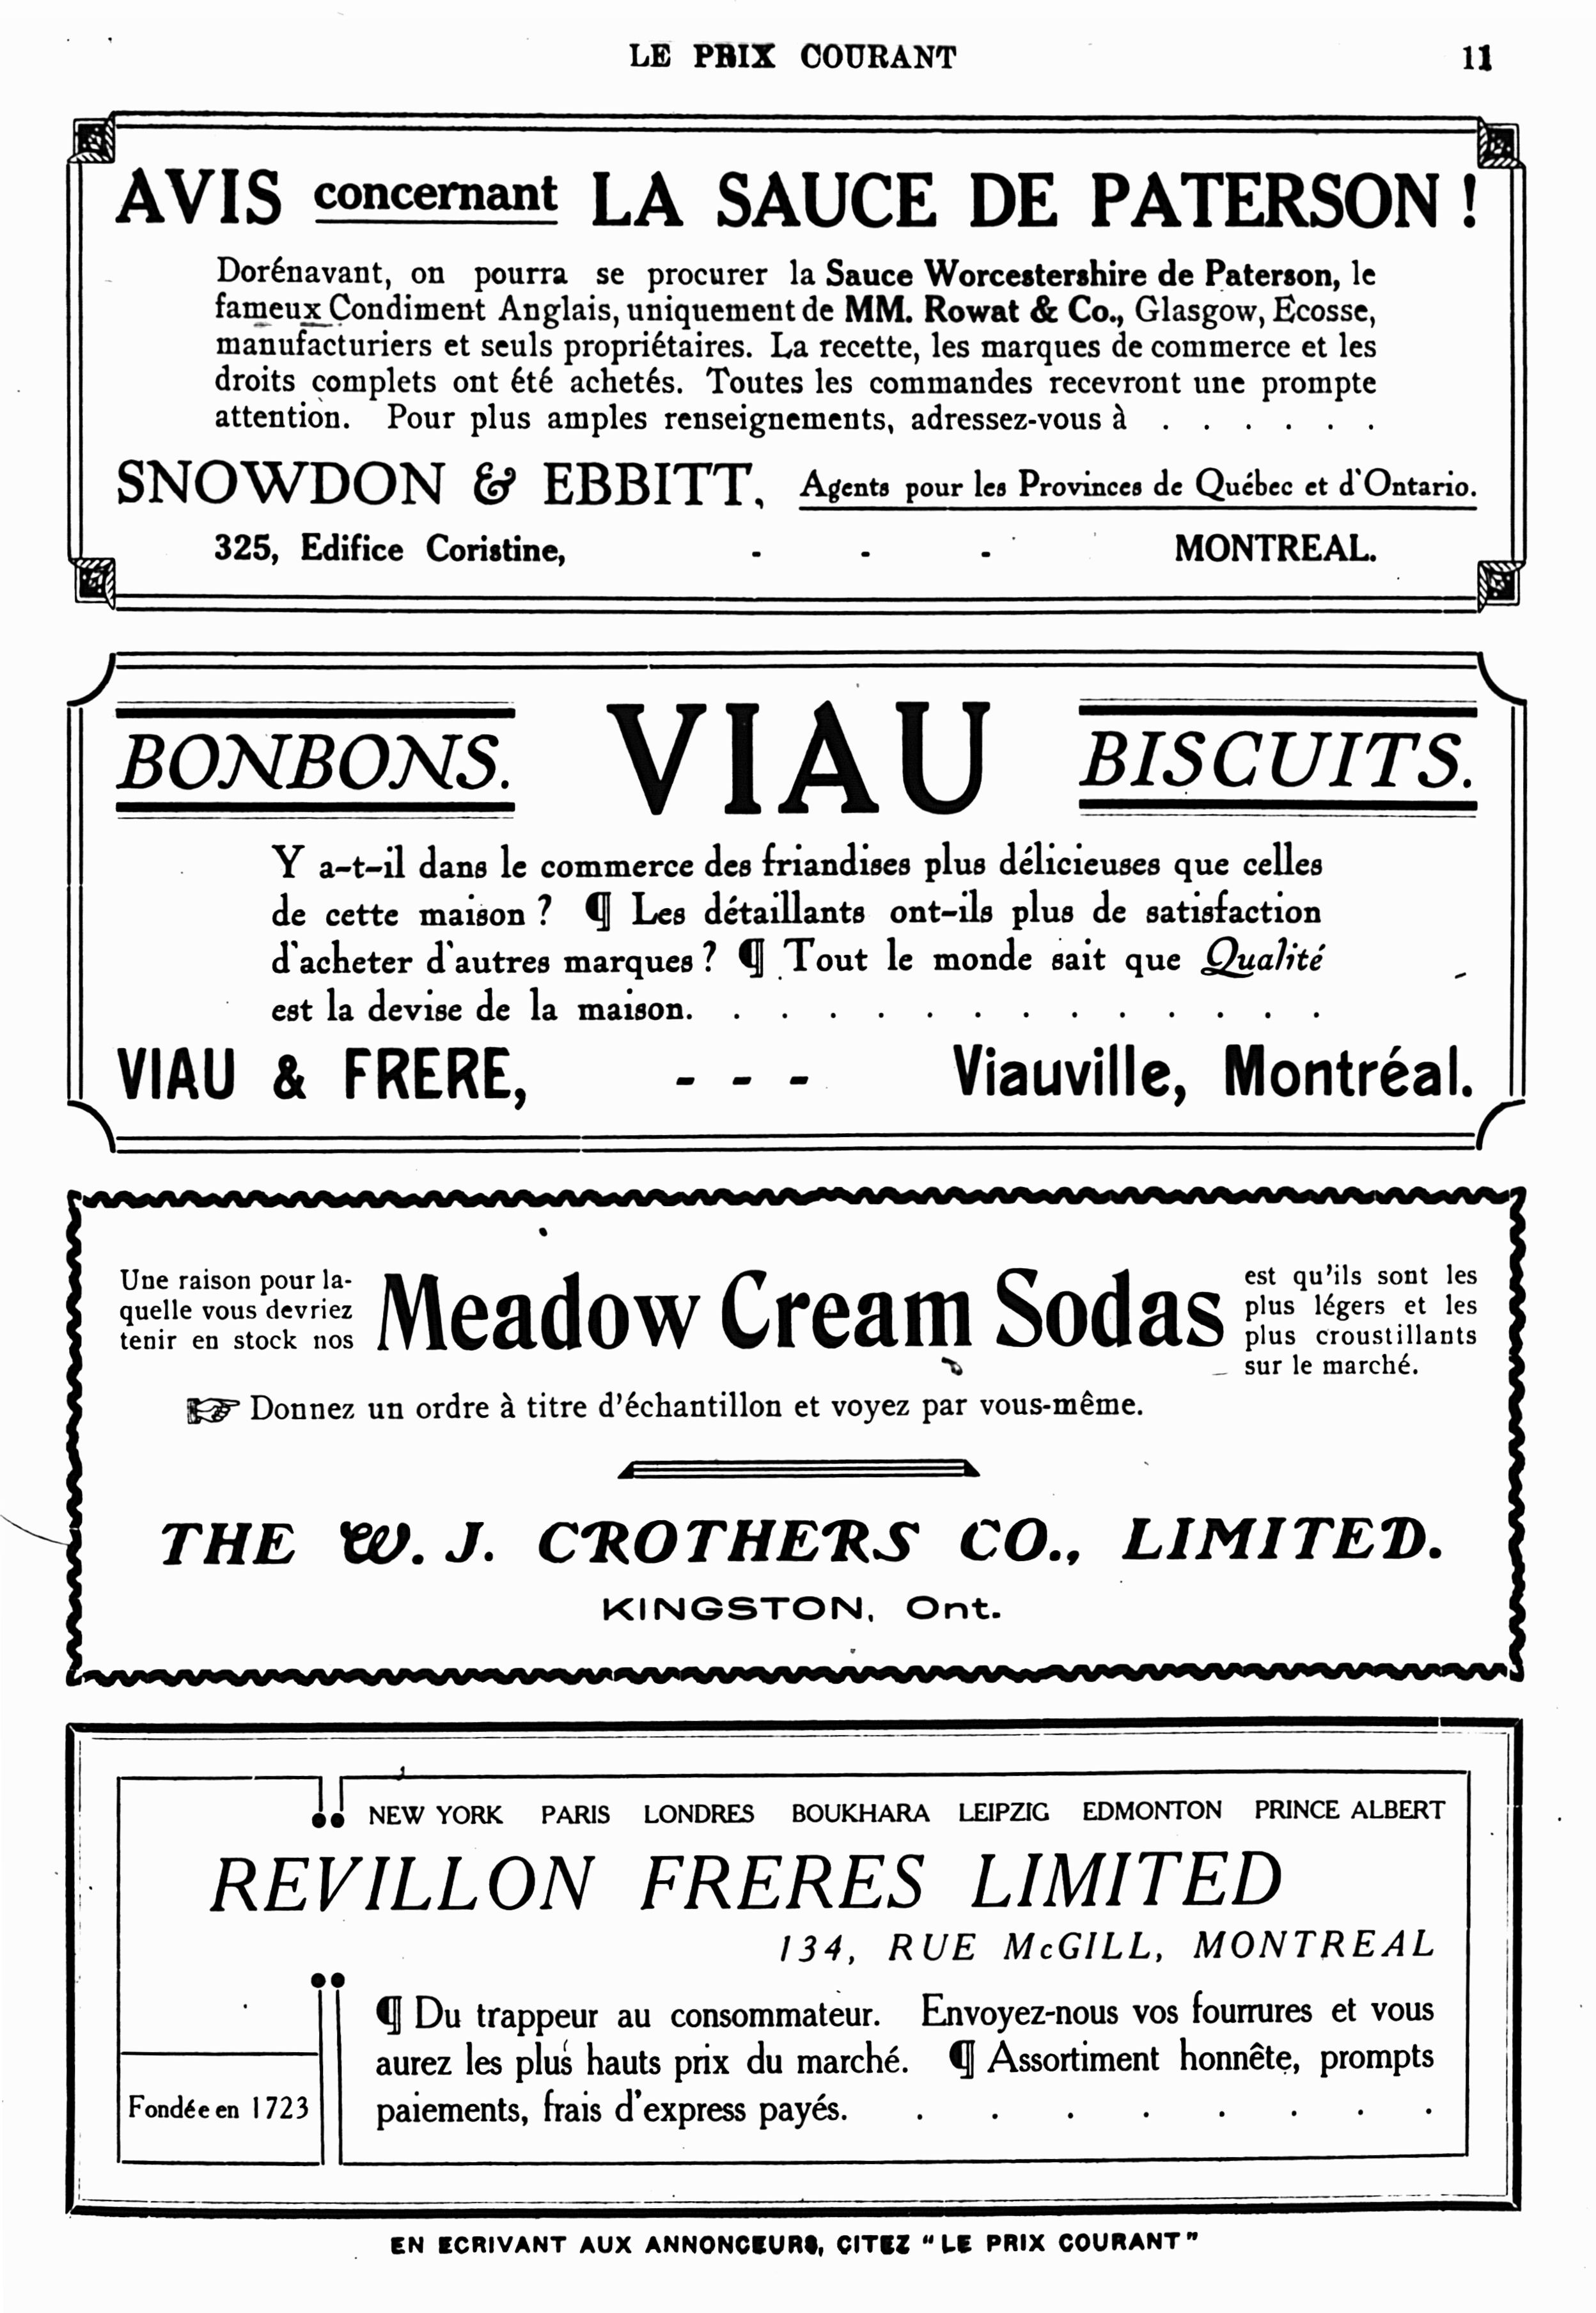 LE PRIX COURANT
11
AVIS concernant LA SAUCE DE PATERSON !
Dorénavant, on pourra se procurer la Sauce Worcestershire de Paterson, le
fameux Condiment Anglais, uniquement de MM. Rowat & Co., Glasgow, Ecosse,
manufacturiers et seuls propriétaires. La recette, les marques de commerce et les
droits complets ont été achetés. Toutes les commandes recevront une prompte
attention. Pour plus amples renseignements, adressez-vous à . . . . . .
SNOWDON & EBBITT, Agents pour les Provinces de Québec et d'Ontario.
325, Edifice Coristine, - - - MONTREAL.
BONBONS. VIAU BISCUITS.
Y a-t-il dans le commerce des friandises plus délicieuses que celles
de cette maison ? ¶ Les détaillants ont-ils plus de satisfaction
d'acheter d'autres marques ? ¶ Tout le monde sait que Qualité
est la devise de la maison. . . . . . . . . . . . . .
VIAU & FRERE, - - - Viauville, Montréal.
Une raison pour la-
quelle vous devriez
tenir en stock nos
Meadow Cream Sodas
est qu'ils sont les
plus légers et les
plus croustillants
sur le marché.
☞ Donnez un ordre à titre d'échantillon et voyez par vous-même.
THE W. J. CROTHERS CO., LIMITED.
KINGSTON, Ont.
NEW YORK PARIS LONDRES BOUKHARA LEIPZIG EDMONTON PRINCE ALBERT
REVILLON FRERES LIMITED
134, RUE McGILL, MONTREAL
¶ Du trappeur au consommateur. Envoyez-nous vos fourrures et vous
aurez les plus hauts prix du marché. ¶ Assortiment honnête, prompts
paiements, frais d'express payés. . . . . . . . .
Fondée en 1723
EN ECRIVANT AUX ANNONCEURS, CITEZ "LE PRIX COURANT"